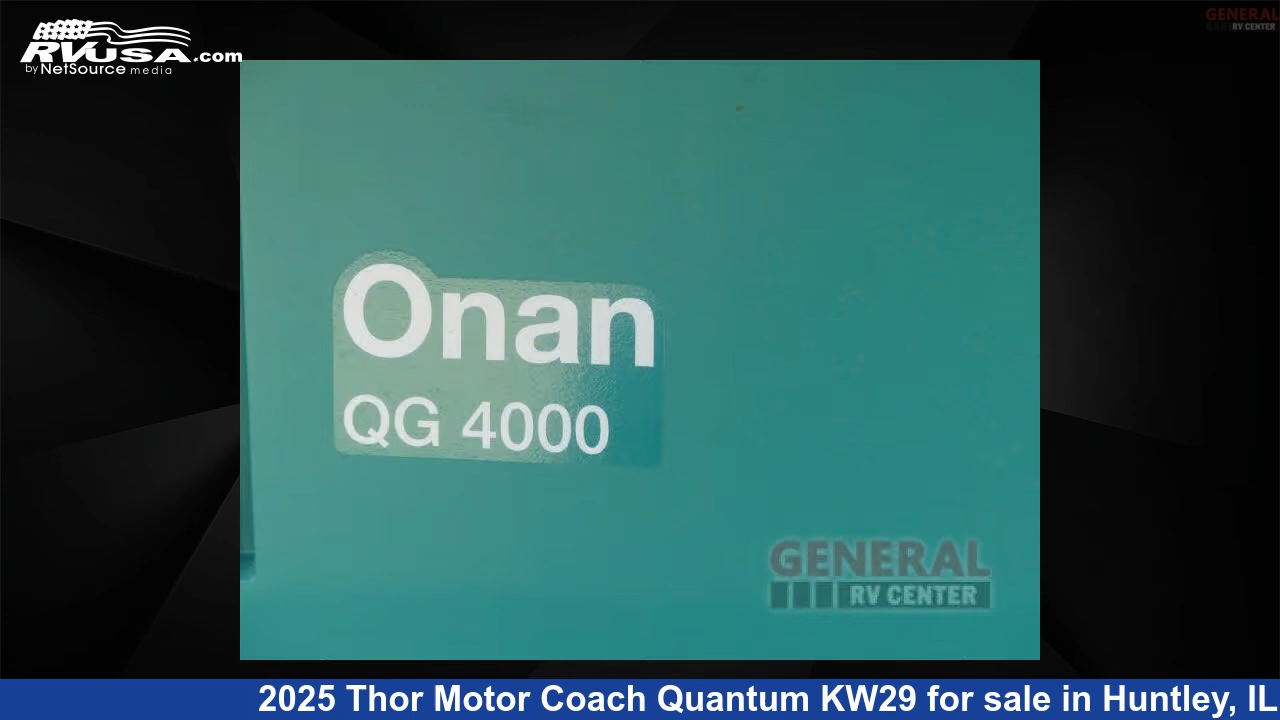 RVUSA.com
by NetSource media
GENERAL
RV CENTER
Onan
QG 4000
GENERAL
RV CENTER
2025 Thor Motor Coach Quantum KW29 for sale in Huntley, IL